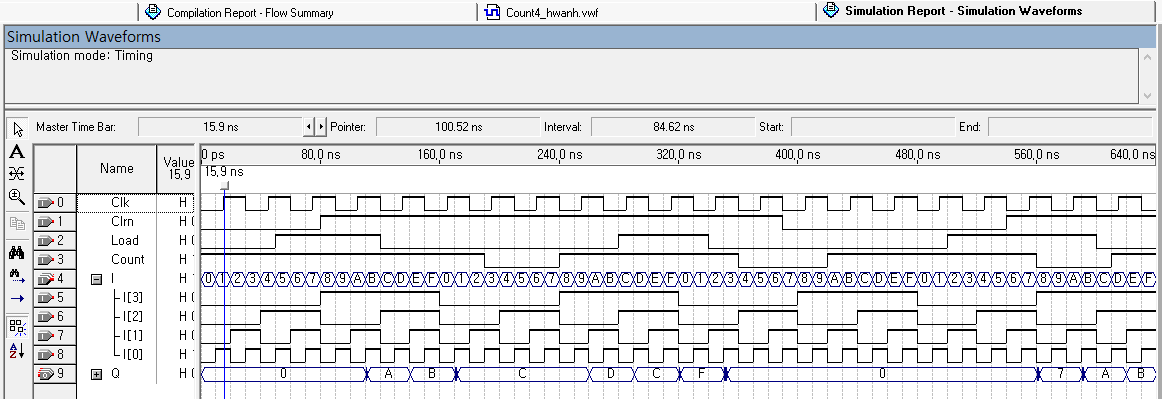 Compilation Report - Flow Summary Count4_hwanh.vwf Simulation Report - Simulation Waveforms
Simulation Waveforms
Simulation mode: Timing
Master Time Bar: 15.9 ns Pointer: 100.52 ns Interval: 84.62 ns Start: End:
Name Value 15,9 0 ps 80,0 ns 160,0 ns 240,0 ns 320,0 ns 400,0 ns 480,0 ns 560,0 ns 640,0 ns
15,9 ns
0 Clk H
1 Clrn H
2 Load H
3 Count H
4 I H 0 1 2 3 4 5 6 7 8 9 A B C D E F 0 1 2 3 4 5 6 7 8 9 A B C D E F 0 1 2 3 4 5 6 7 8 9 A B C D E F 0 1 2 3 4 5 6 7 8 9 A B C D E F
5 I[3] H
6 I[2] H
7 I[1] H
8 I[0] H
9 Q H 0 A B C D C F 0 7 A B